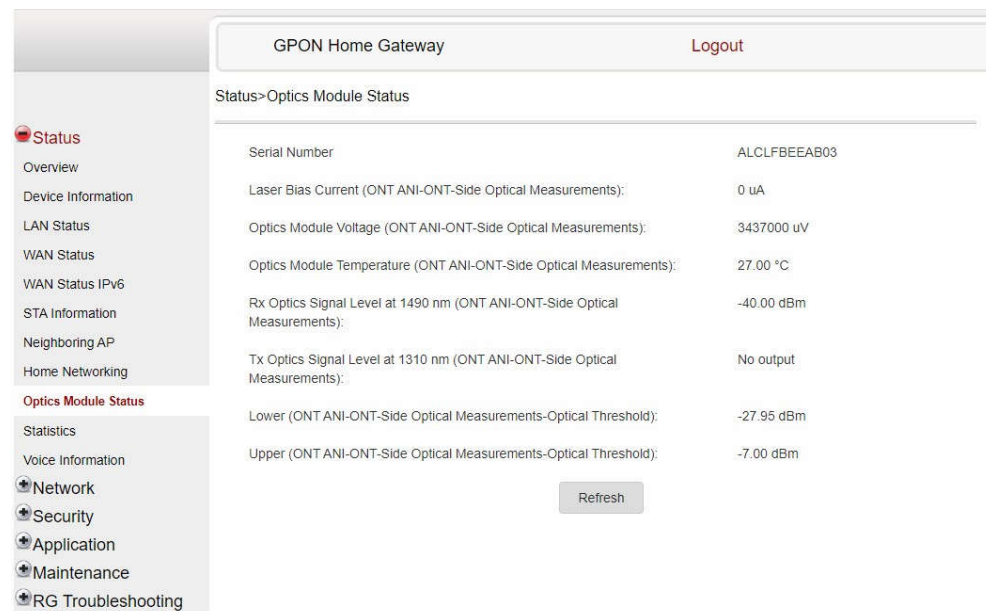 GPON Home Gateway
Logout
Status>Optics Module Status
Status
Overview
Device Information
LAN Status
WAN Status
WAN Status IPv6
STA Information
Neighboring AP
Home Networking
Optics Module Status
Statistics
Voice Information
Network
Security
Application
Maintenance
RG Troubleshooting
Serial Number ALCLFBEEAB03
Laser Bias Current (ONT ANI-ONT-Side Optical Measurements): 0 uA
Optics Module Voltage (ONT ANI-ONT-Side Optical Measurements): 3437000 uV
Optics Module Temperature (ONT ANI-ONT-Side Optical Measurements): 27.00 °C
Rx Optics Signal Level at 1490 nm (ONT ANI-ONT-Side Optical -40.00 dBm
Measurements):
Tx Optics Signal Level at 1310 nm (ONT ANI-ONT-Side Optical No output
Measurements):
Lower (ONT ANI-ONT-Side Optical Measurements-Optical Threshold): -27.95 dBm
Upper (ONT ANI-ONT-Side Optical Measurements-Optical Threshold): -7.00 dBm
Refresh